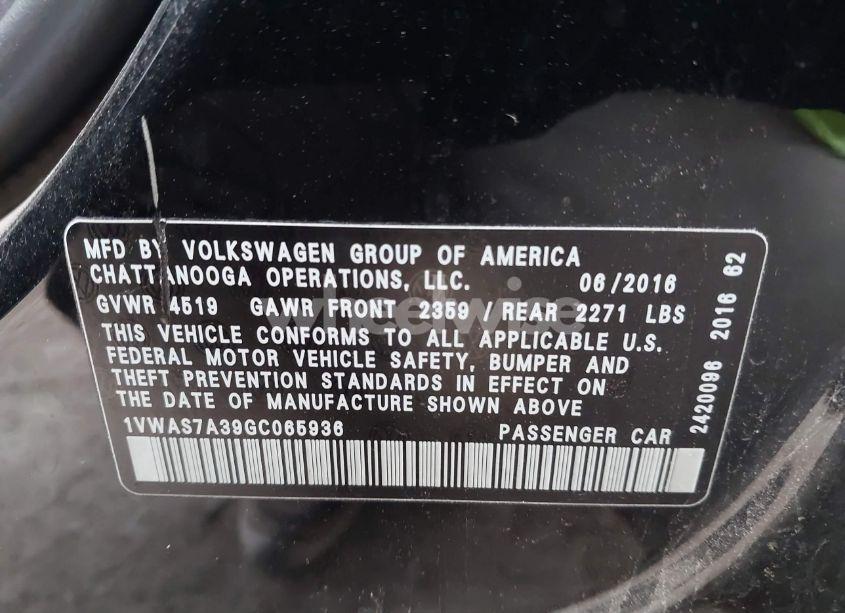 MFD BY VOLKSWAGEN GROUP OF AMERICA
CHATTANOOGA OPERATIONS, LLC. 06/2016
GVWR 4519 GAWR FRONT 2359 / REAR 2271 LBS
THIS VEHICLE CONFORMS TO ALL APPLICABLE U.S.
FEDERAL MOTOR VEHICLE SAFETY, BUMPER AND
THEFT PREVENTION STANDARDS IN EFFECT ON
THE DATE OF MANUFACTURE SHOWN ABOVE
1VWAS7A39GC065936 PASSENGER CAR
2420096 2016 62
wheelwise